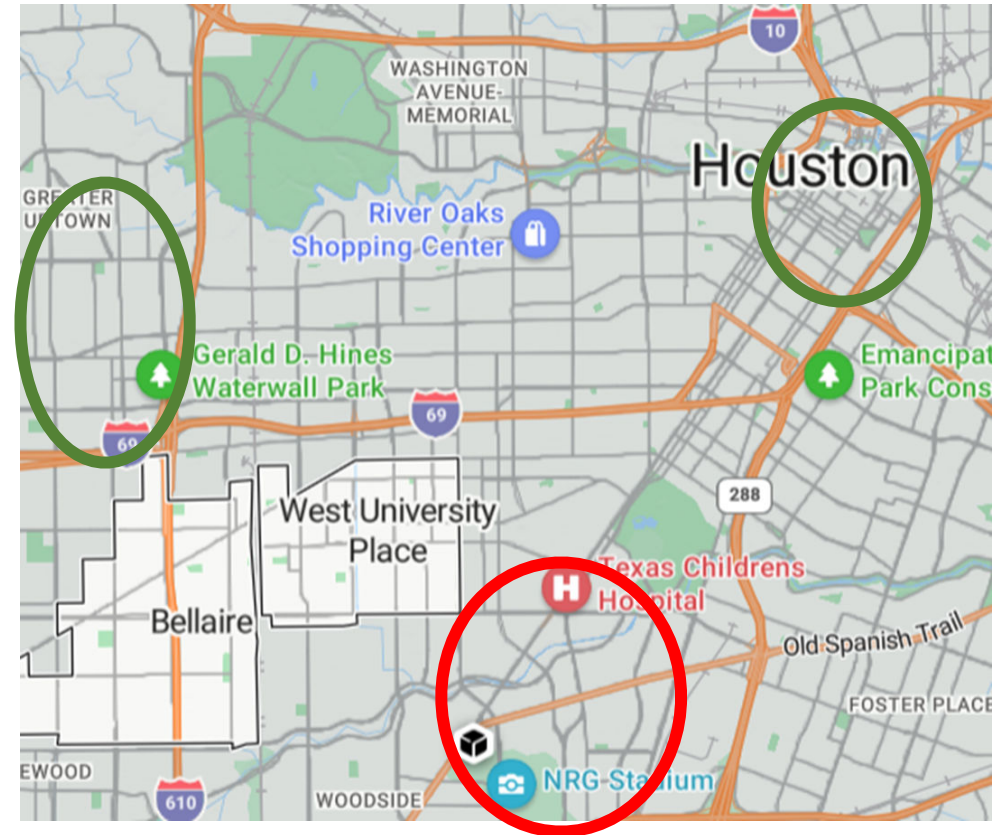 10
WASHINGTON
AVENUE-
MEMORIAL
Houston
GREATER
UPTOWN
River Oaks
Shopping Center
Gerald D. Hines
Waterwall Park
Emancipat
Park Cons
69
69
288
West University
Place
Texas Childrens
Hospital
H
Bellaire
Old Spanish Trail
FOSTER PLACE
EWOOD
610
WOODSIDE
NRG Stadium